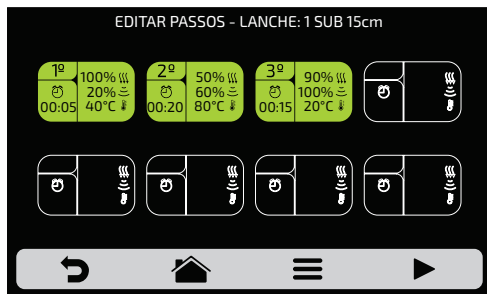 EDITAR PASSOS - LANCHE: 1 SUB 15cm
1º 100%
20%
00:05 40°C
2º 50%
60%
00:20 80°C
3º 90%
100%
00:15 20°C